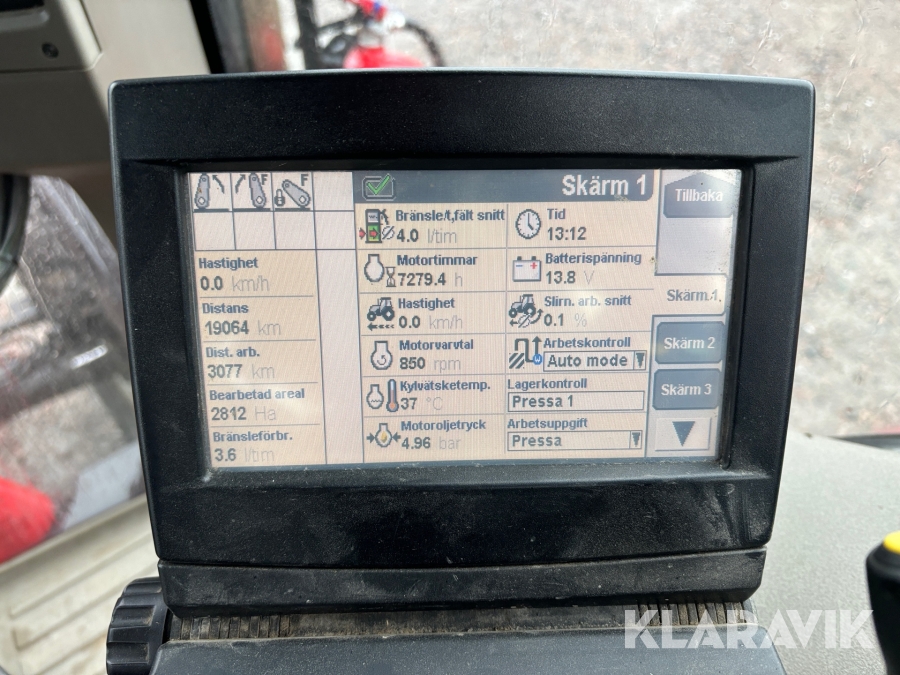 Skärm 1
Tillbaka
F
F
Bränsle/t,fält snitt
4.0 l/tim
Tid
13:12
Hastighet
0.0 km/h
Motortimmar
7279.4 h
Batterispänning
13.8 V
Distans
19064 km
Hastighet
0.0 km/h
Slirn. arb. snitt
0.1 %
Skärm 1
Dist. arb.
3077 km
Motorvarvtal
850 rpm
Arbetskontroll
Auto mode
Skärm 2
Bearbetad areal
2812 Ha
Kylvätsketemp.
37 °C
Lagerkontroll
Pressa 1
Skärm 3
Bränsleförbr.
3.6 l/tim
Motoroljetryck
4.96 bar
Arbetsuppgift
Pressa
KLARAVIK